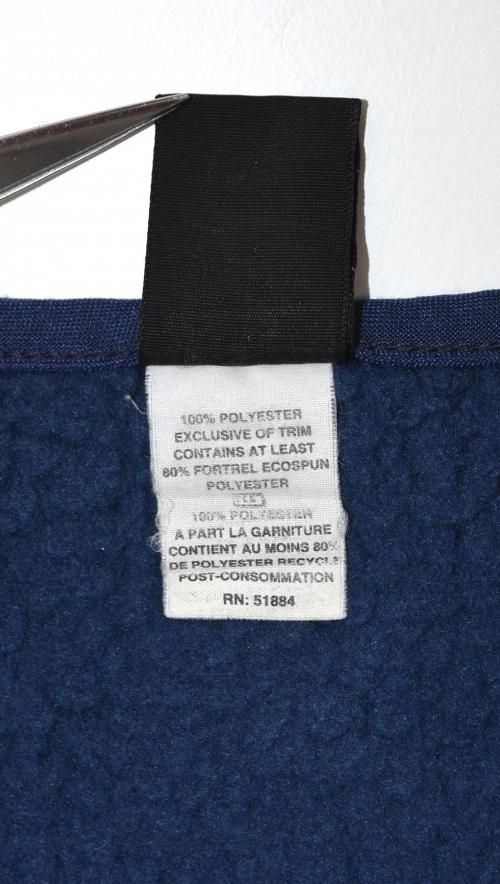 100% POLYESTER
EXCLUSIVE OF TRIM
CONTAINS AT LEAST
80% FORTREL ECOSPUN
POLYESTER
100% POLYESTER
A PART LA GARNITURE
CONTIENT AU MOINS 80%
DE POLYESTER RECYCLE
POST-CONSOMMATION
RN: 51884